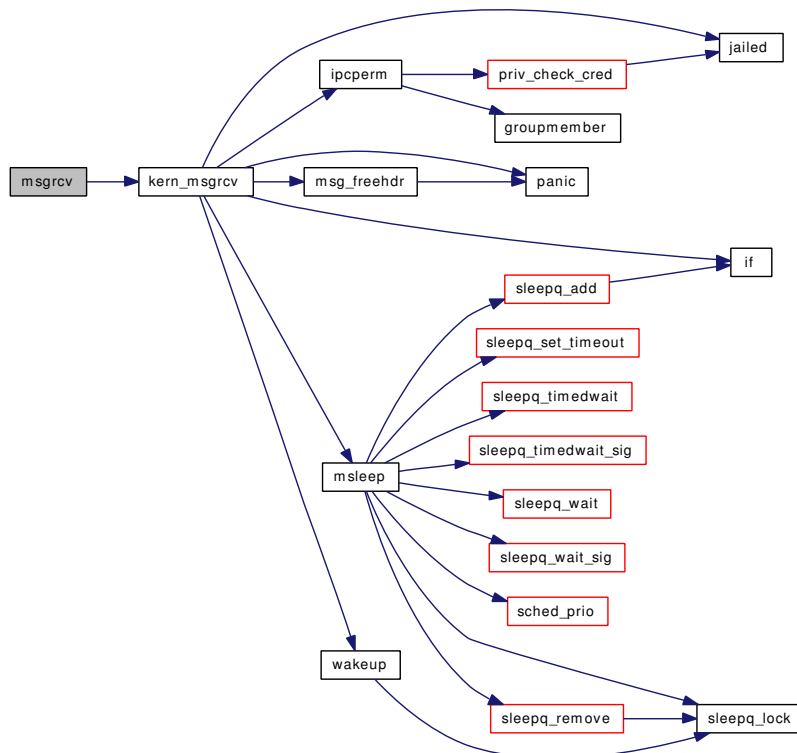 jailed
ipcperm
priv_check_cred
groupmember
msgrcv
kern_msgrcv
msg_freehdr
panic
if
sleepq_add
sleepq_set_timeout
sleepq_timedwait
sleepq_timedwait_sig
msleep
sleepq_wait
sleepq_wait_sig
sched_prio
wakeup
sleepq_remove
sleepq_lock